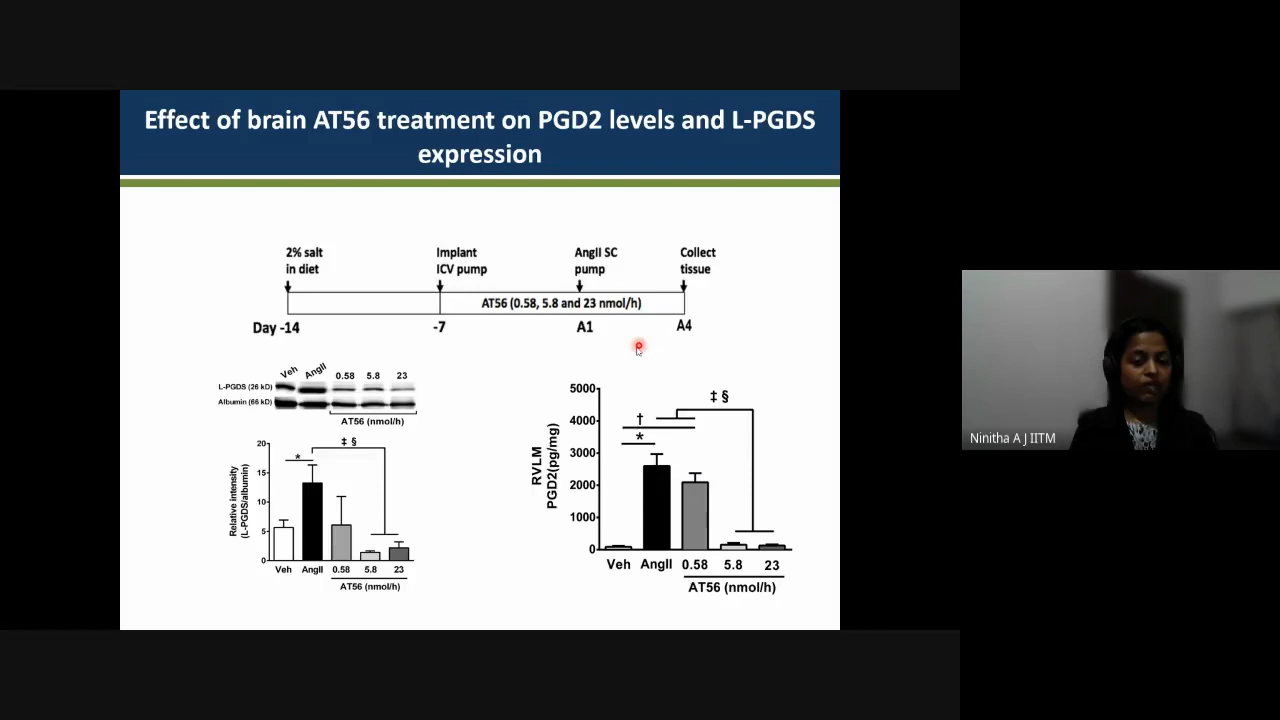 Effect of brain AT56 treatment on PGD2 levels and L-PGDS
expression
2% salt
in diet
Implant
ICV pump
AngII SC
pump
Collect
tissue
AT56 (0.58, 5.8 and 23 nmol/h)
Day -14
-7
A1
A4
Veh AngII 0.58 5.8 23
L-PGDS (26 kD)
Albumin (66 kD)
AT56 (nmol/h)
‡ §
*
Relative intensity
(L-PGDS/albumin)
20
15
10
5
0
Veh AngII 0.58 5.8 23
AT56 (nmol/h)
‡ §
†
*
RVLM
PGD2(pg/mg)
5000
4000
3000
2000
1000
0
Veh AngII 0.58 5.8 23
AT56 (nmol/h)
Ninitha A J IITM